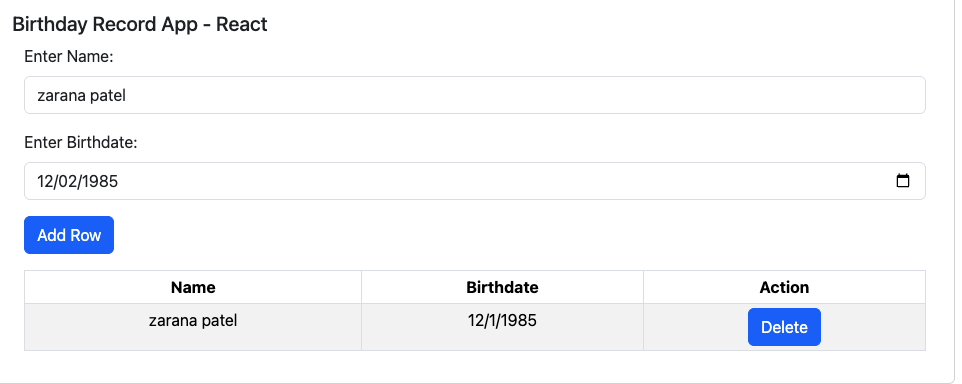 Birthday Record App - React
Enter Name:
zarana patel
Enter Birthdate:
12/02/1985
Add Row
Name Birthdate Action
zarana patel 12/1/1985 Delete